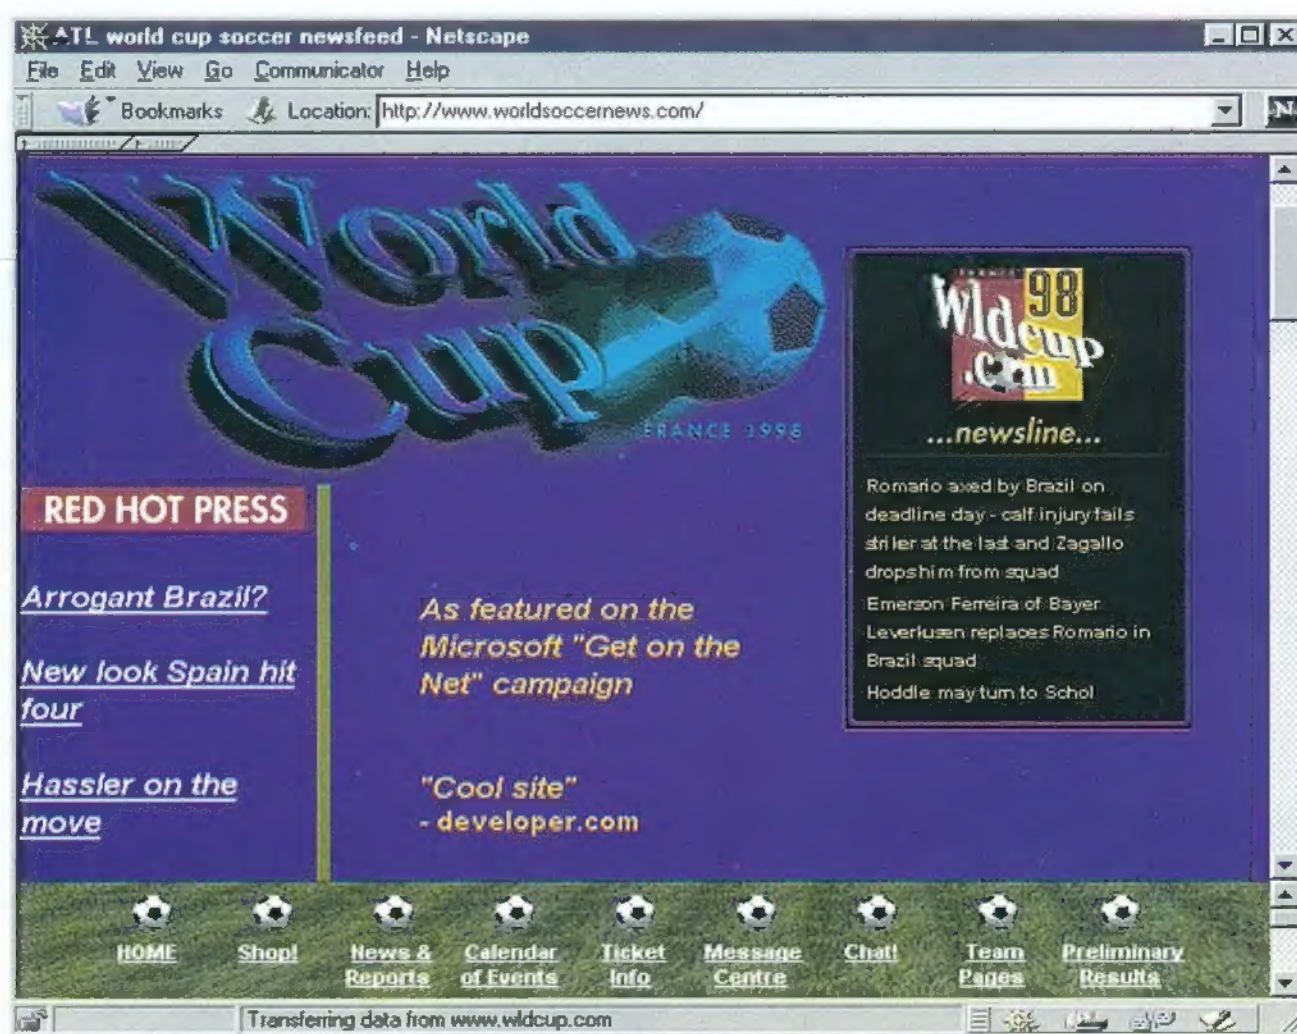 ATL world cup soccer newsfeed - Netscape
File Edit View Go Communicator Help
Bookmarks Location: http://www.worldsoccernews.com/
N
World
Cup
FRANCE 1998
98
Wldcup
.com
...newsline...
Romario axed by Brazil on
deadline day - calf injury fails
striker at the last and Zagallo
drops him from squad
Emerson Ferreira of Bayer
Leverkusen replaces Romario in
Brazil squad
Hoddle may turn to Schol
RED HOT PRESS
Arrogant Brazil?
New look Spain hit
four
Hassler on the
move
As featured on the
Microsoft "Get on the
Net" campaign
"Cool site"
- developer.com
HOME Shop! News & Calendar Ticket Message Chat! Team Preliminary
Reports of Events Info Centre Pages Results
Transferring data from www.wldcup.com